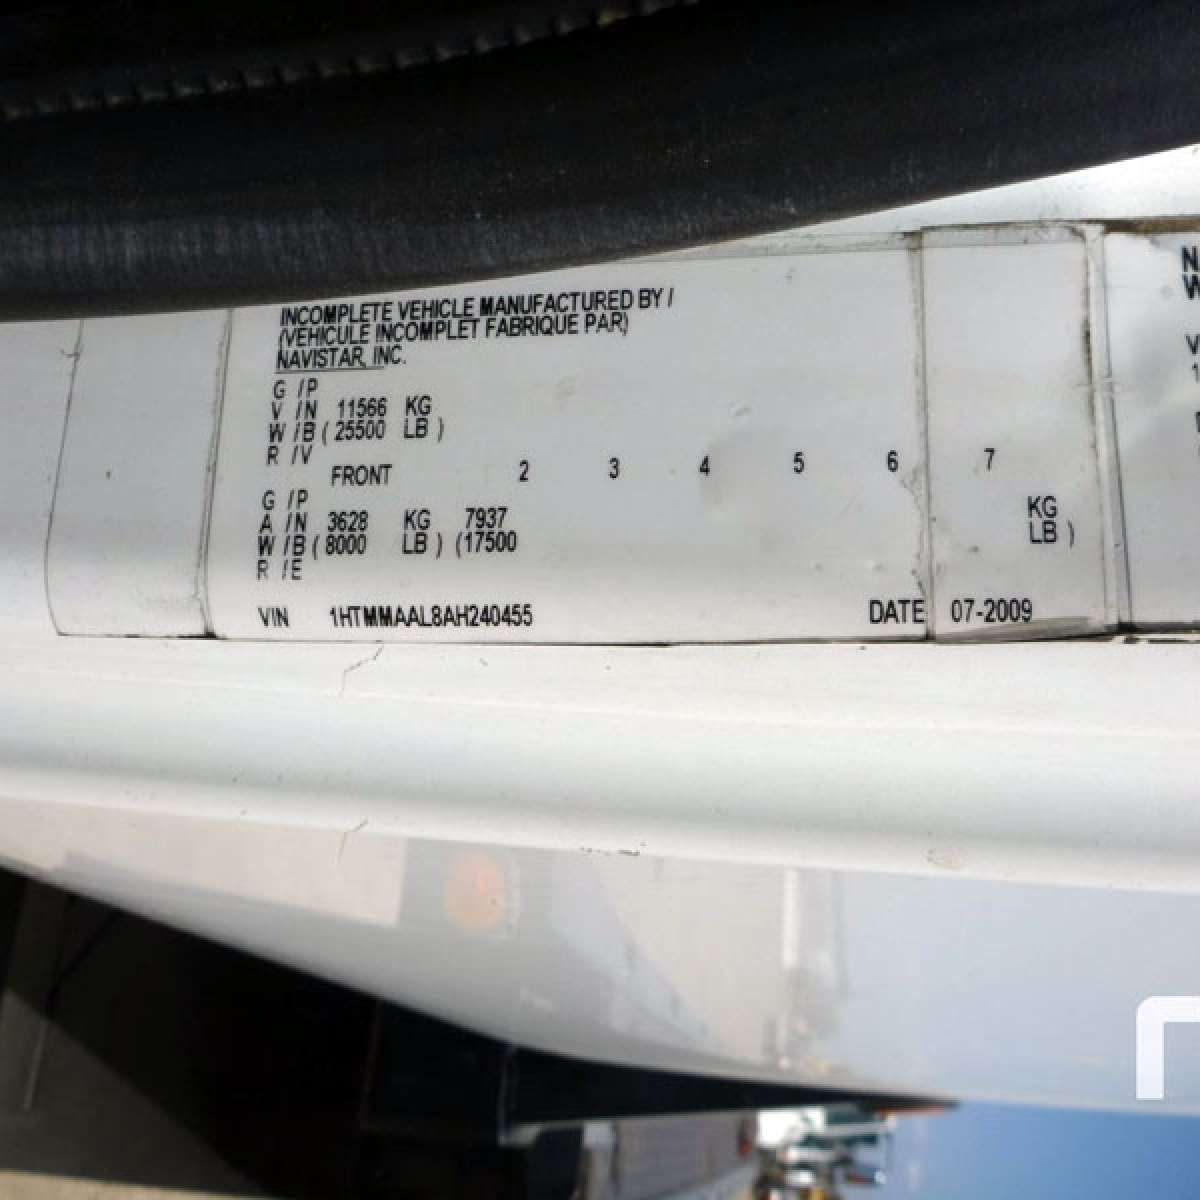 INCOMPLETE VEHICLE MANUFACTURED BY /
(VEHICULE INCOMPLET FABRIQUE PAR)
NAVISTAR, INC.
G /P
V /N 11566 KG
W /B ( 25500 LB )
R /V
FRONT 2 3 4 5 6 7
G /P
A /N 3628 KG 7937 KG
W /B ( 8000 LB ) (17500 LB )
R /E
VIN 1HTMMAAL8AH240455 DATE 07-2009